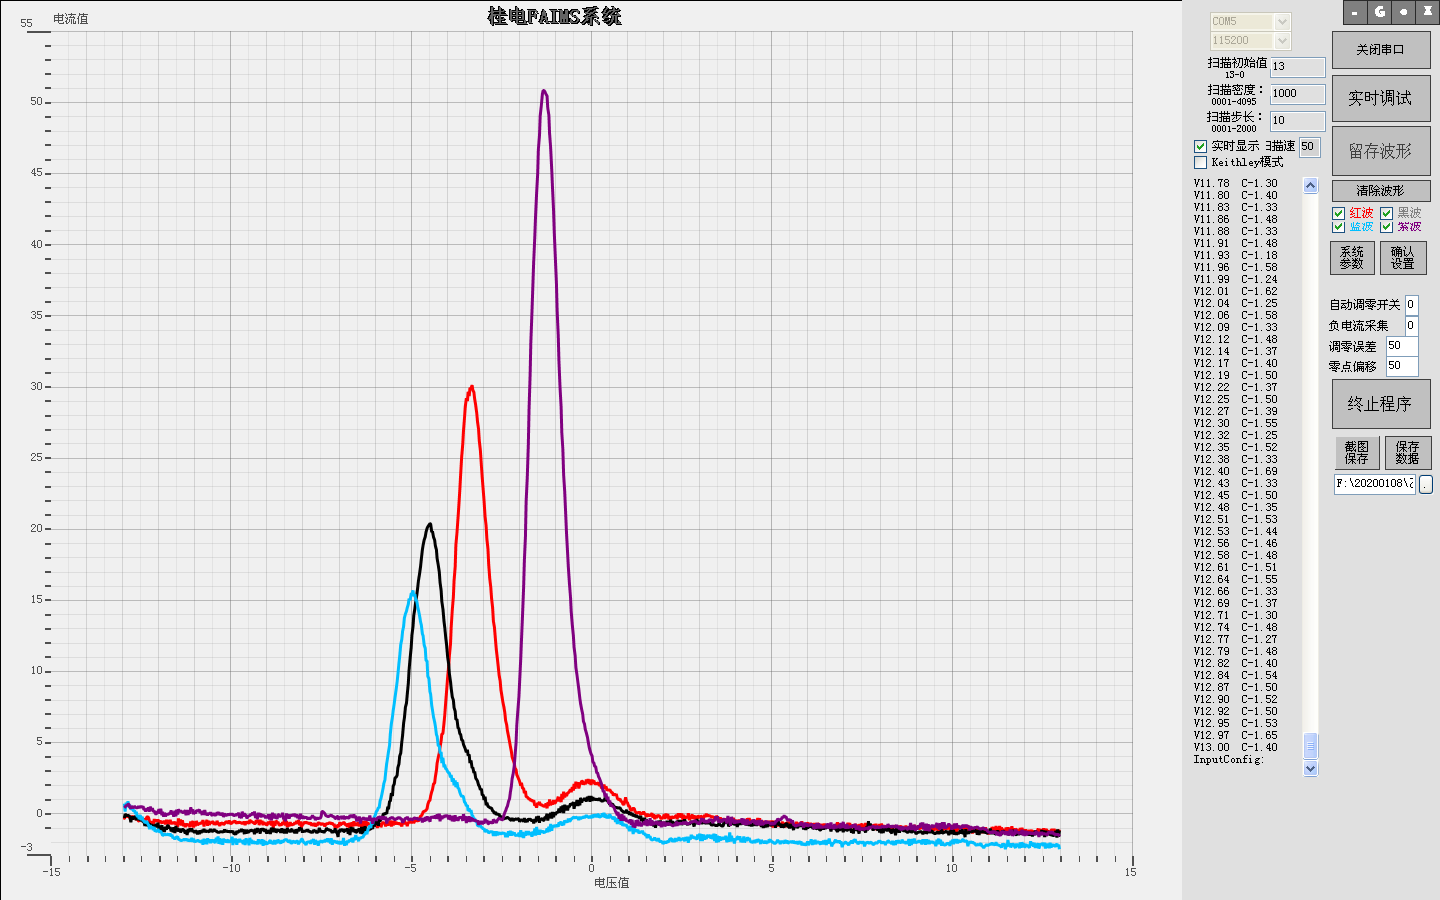 桂电FAIMS系统
电流值
55
50
45
40
35
30
25
20
15
10
5
0
-3
-15
-10
-5
0
5
10
15
电压值
COM5
115200
扫描初始值
13-0
13
扫描密度：
0001-4095
1000
扫描步长：
0001-2000
10
实时显示
扫描速
50
Keithley模式
V11.78 C-1.30
V11.80 C-1.40
V11.83 C-1.33
V11.86 C-1.48
V11.88 C-1.33
V11.91 C-1.48
V11.93 C-1.18
V11.96 C-1.58
V11.99 C-1.24
V12.01 C-1.62
V12.04 C-1.25
V12.06 C-1.58
V12.09 C-1.33
V12.12 C-1.48
V12.14 C-1.37
V12.17 C-1.40
V12.19 C-1.50
V12.22 C-1.37
V12.25 C-1.50
V12.27 C-1.39
V12.30 C-1.55
V12.32 C-1.25
V12.35 C-1.52
V12.38 C-1.33
V12.40 C-1.69
V12.43 C-1.33
V12.45 C-1.50
V12.48 C-1.35
V12.51 C-1.53
V12.53 C-1.44
V12.56 C-1.46
V12.58 C-1.48
V12.61 C-1.51
V12.64 C-1.55
V12.66 C-1.33
V12.69 C-1.37
V12.71 C-1.30
V12.74 C-1.48
V12.77 C-1.27
V12.79 C-1.48
V12.82 C-1.40
V12.84 C-1.54
V12.87 C-1.50
V12.90 C-1.52
V12.92 C-1.50
V12.95 C-1.53
V12.97 C-1.65
V13.00 C-1.40
InputConfig:
关闭串口
实时调试
留存波形
清除波形
红波 黑波
蓝波 紫波
系统
参数
确认
设置
自动调零开关 0
负电流采集 0
调零误差 50
零点偏移 50
终止程序
截图
保存
保存
数据
F:\20200108\
.